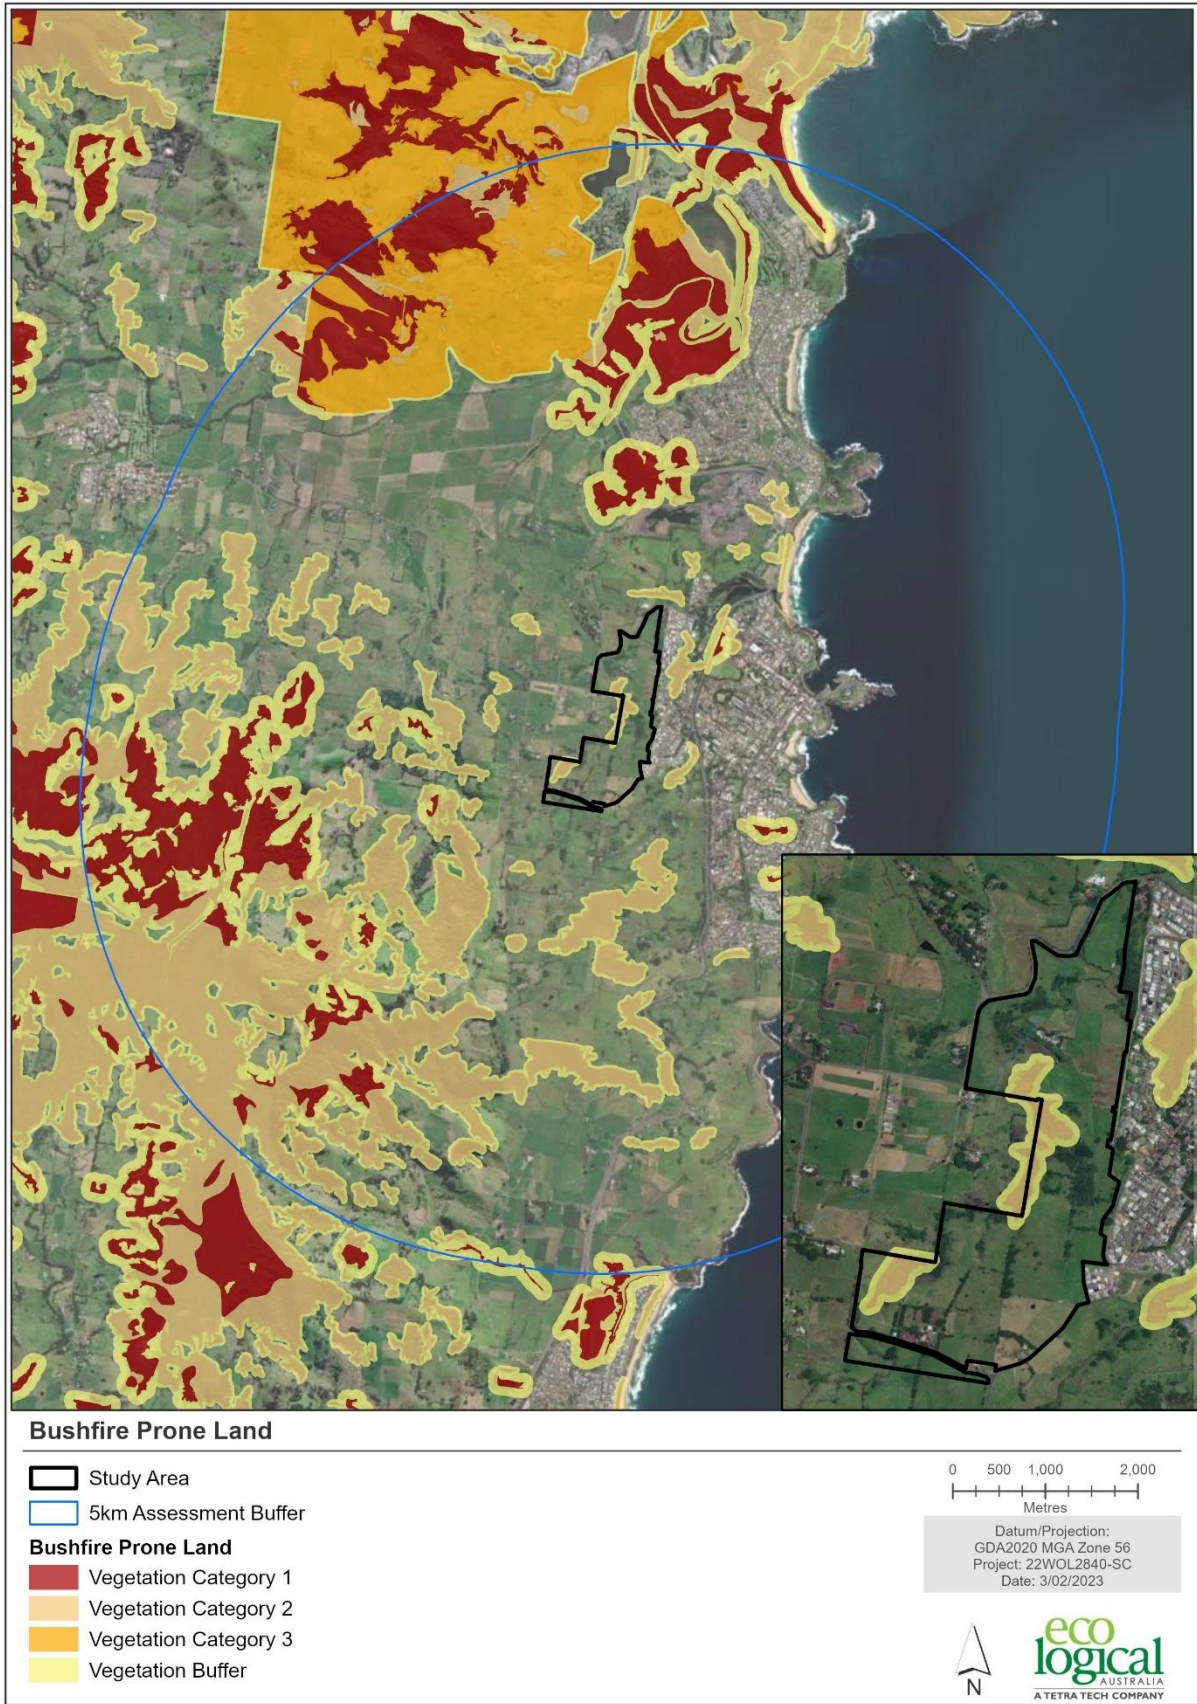 Bushfire Prone Land
Study Area
5km Assessment Buffer
Bushfire Prone Land
Vegetation Category 1
Vegetation Category 2
Vegetation Category 3
Vegetation Buffer
0 500 1,000 2,000
Metres
Datum/Projection:
GDA2020 MGA Zone 56
Project: 22WOL2840-SC
Date: 3/02/2023
N
eco
logical
AUSTRALIA
A TETRA TECH COMPANY